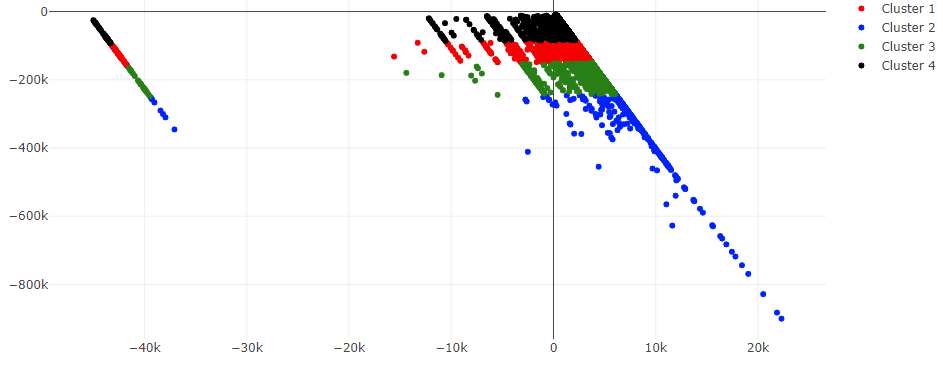 0
−200k
−400k
−600k
−800k
−40k
−30k
−20k
−10k
0
10k
20k
Cluster 1
Cluster 2
Cluster 3
Cluster 4